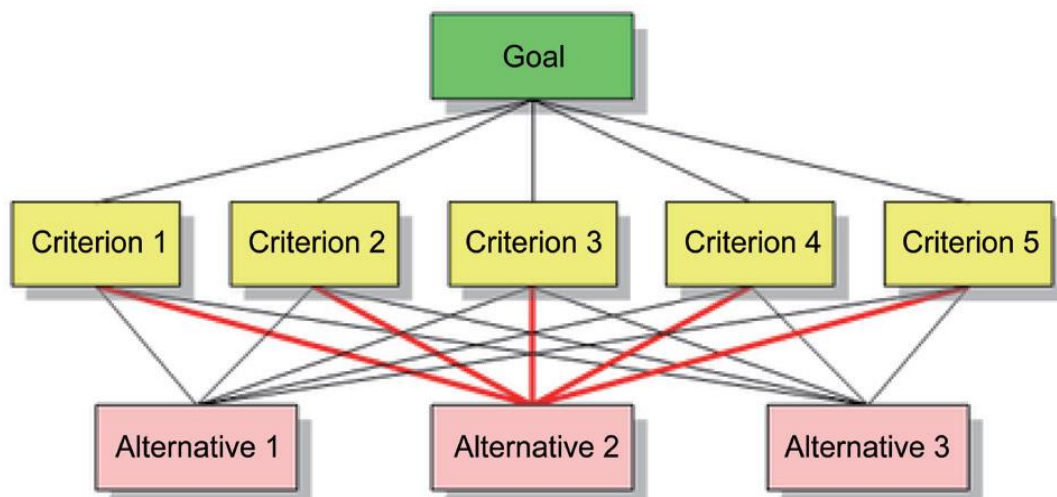 Goal
Criterion 1
Criterion 2
Criterion 3
Criterion 4
Criterion 5
Alternative 1
Alternative 2
Alternative 3